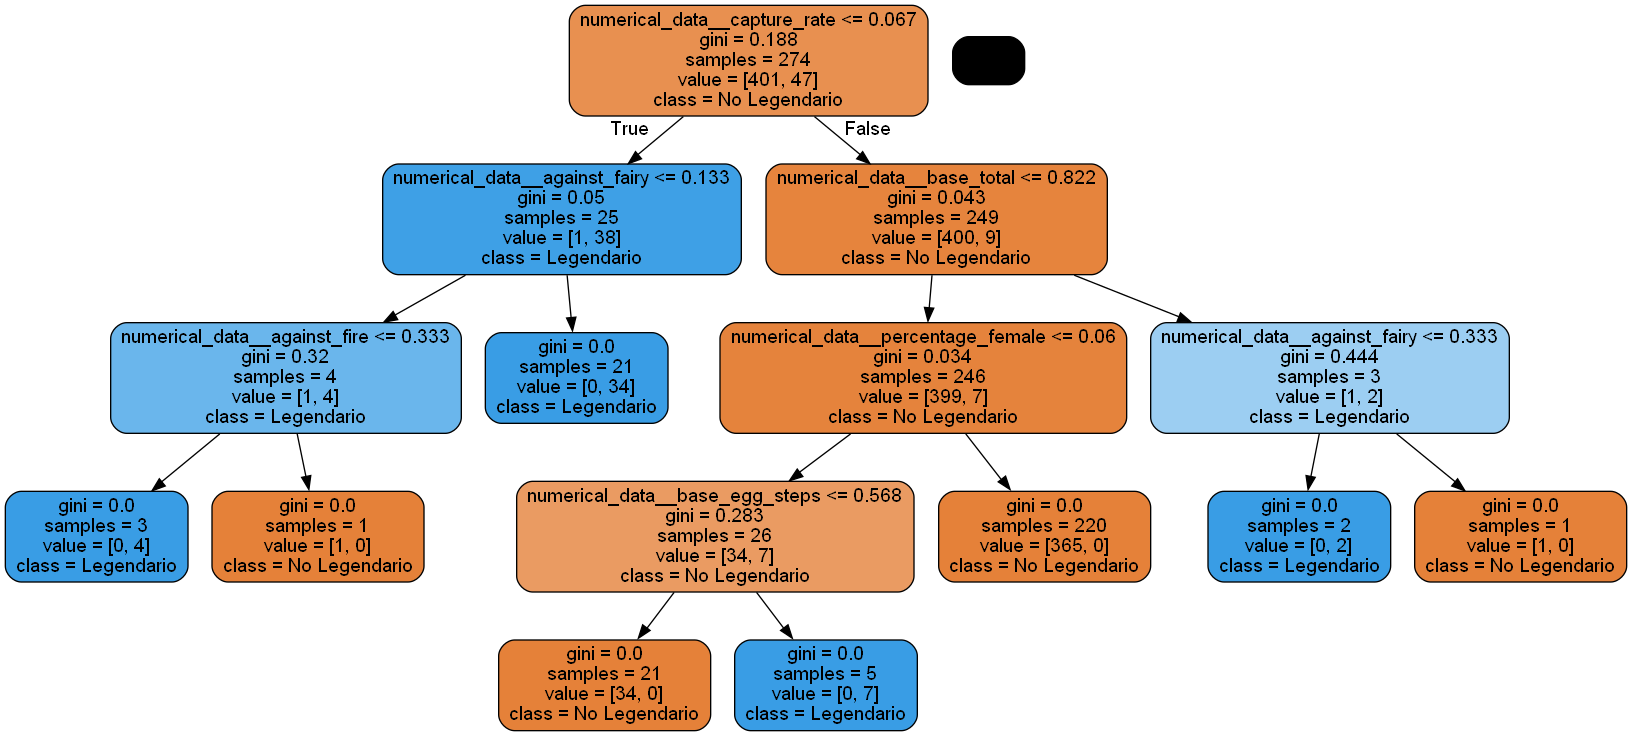 numerical_data__capture_rate <= 0.067
gini = 0.188
samples = 274
value = [401, 47]
class = No Legendario
True
False
numerical_data__against_fairy <= 0.133
gini = 0.05
samples = 25
value = [1, 38]
class = Legendario
numerical_data__base_total <= 0.822
gini = 0.043
samples = 249
value = [400, 9]
class = No Legendario
numerical_data__against_fire <= 0.333
gini = 0.32
samples = 4
value = [1, 4]
class = Legendario
gini = 0.0
samples = 21
value = [0, 34]
class = Legendario
numerical_data__percentage_female <= 0.06
gini = 0.034
samples = 246
value = [399, 7]
class = No Legendario
numerical_data__against_fairy <= 0.333
gini = 0.444
samples = 3
value = [1, 2]
class = Legendario
gini = 0.0
samples = 3
value = [0, 4]
class = Legendario
gini = 0.0
samples = 1
value = [1, 0]
class = No Legendario
numerical_data__base_egg_steps <= 0.568
gini = 0.283
samples = 26
value = [34, 7]
class = No Legendario
gini = 0.0
samples = 220
value = [365, 0]
class = No Legendario
gini = 0.0
samples = 2
value = [0, 2]
class = Legendario
gini = 0.0
samples = 1
value = [1, 0]
class = No Legendario
gini = 0.0
samples = 21
value = [34, 0]
class = No Legendario
gini = 0.0
samples = 5
value = [0, 7]
class = Legendario